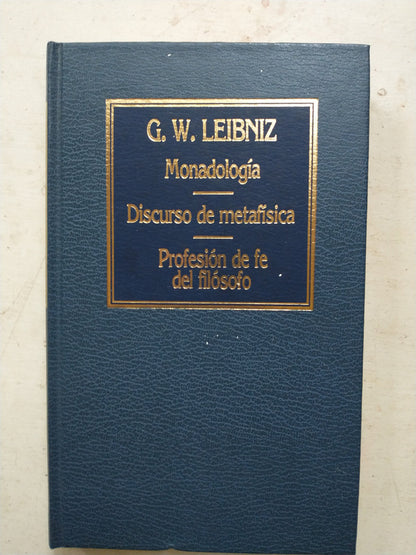 G. W. LEIBNIZ
Monadología
Discurso de metafísica
Profesión de fe
del filósofo